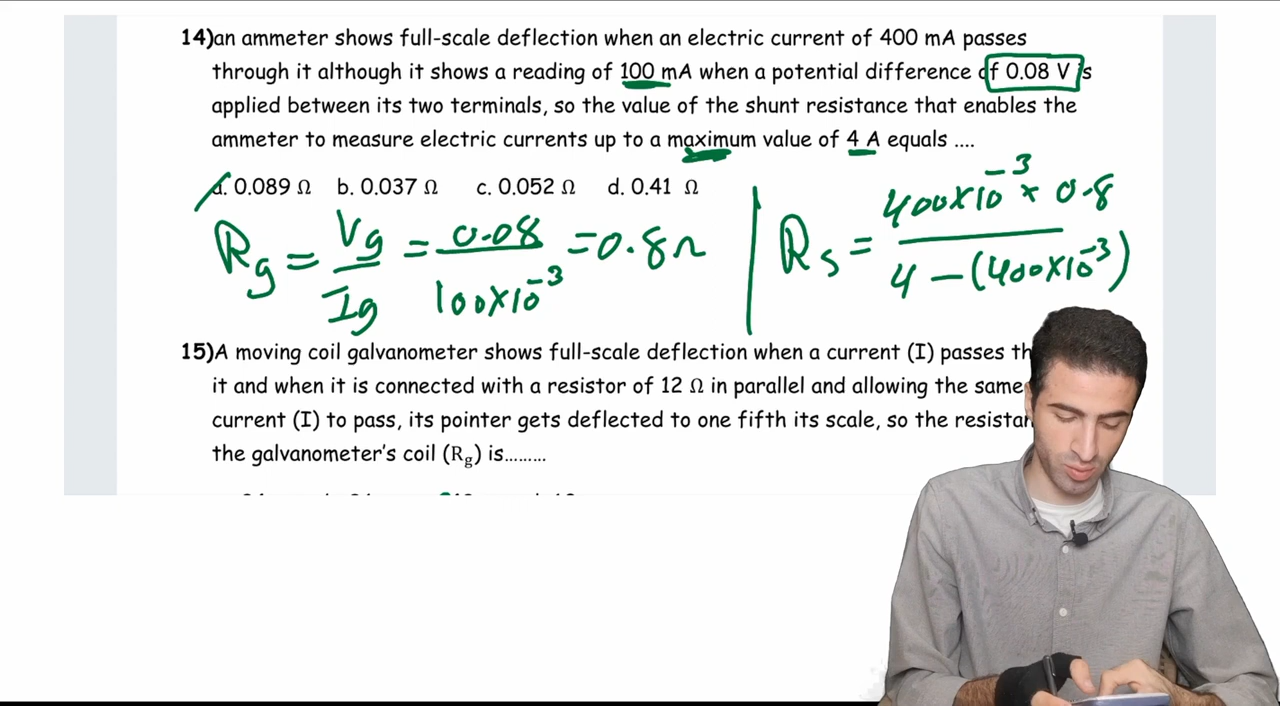 14)an ammeter shows full-scale deflection when an electric current of 400 mA passes
through it although it shows a reading of 100 mA when a potential difference of 0.08 V is
applied between its two terminals, so the value of the shunt resistance that enables the
ammeter to measure electric currents up to a maximum value of 4 A equals ....
a. 0.089 Ω b. 0.037 Ω c. 0.052 Ω d. 0.41 Ω
Rg = Vg/Ig = 0.08/100×10⁻³ = 0.8Ω
Rs = 400×10⁻³ × 0.8/4 – (400×10⁻³)
15)A moving coil galvanometer shows full-scale deflection when a current (I) passes
it and when it is connected with a resistor of 12 Ω in parallel and allowing the same
current (I) to pass, its pointer gets deflected to one fifth its scale, so the
the galvanometer's coil (Rg) is........